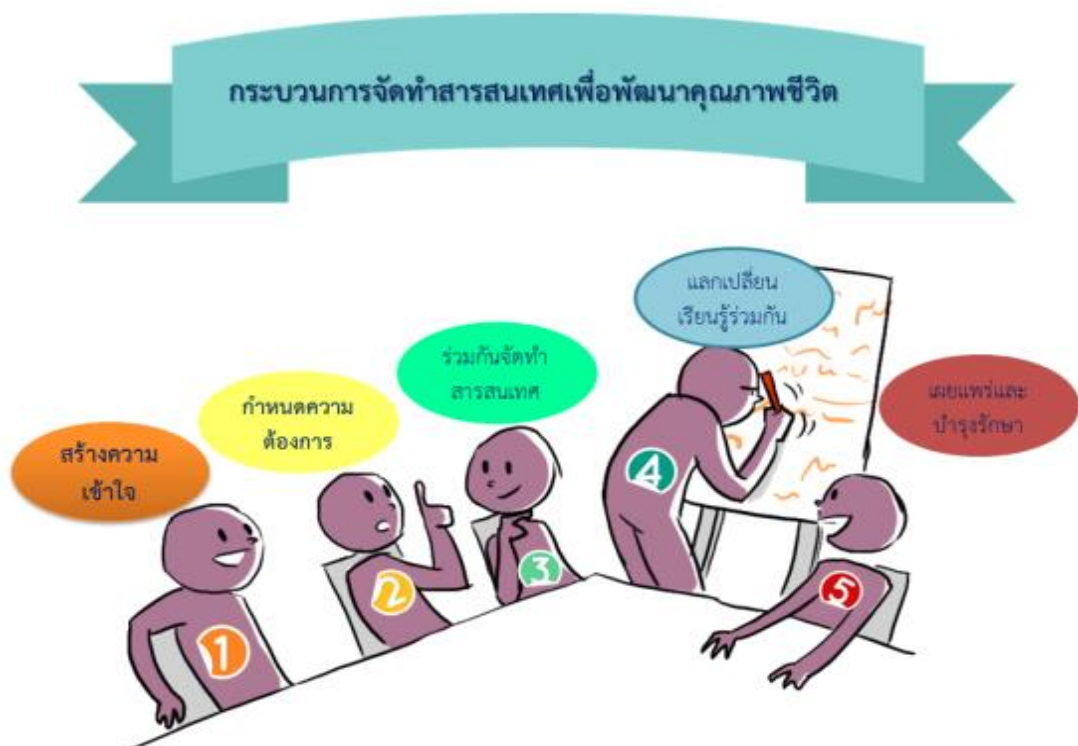 กระบวนการจัดทำสารสนเทศเพื่อพัฒนาคุณภาพชีวิต
สร้างความ
เข้าใจ
กำหนดความ
ต้องการ
ร่วมกันจัดทำ
สารสนเทศ
แลกเปลี่ยน
เรียนรู้ร่วมกัน
เผยแพร่และ
บำรุงรักษา
1
2
3
4
5